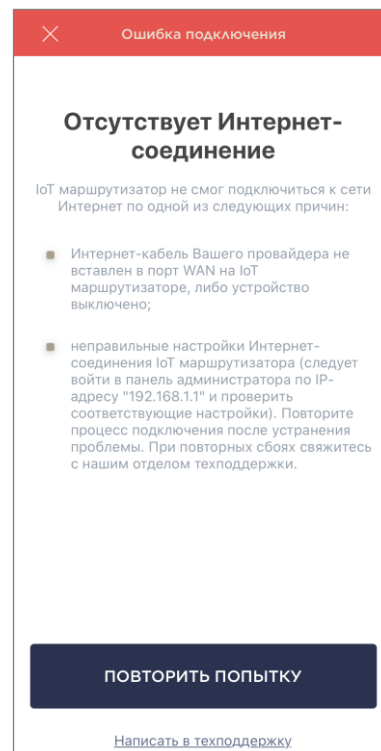 Ошибка подключения
Отсутствует Интернет-
соединение
IoT маршрутизатор не смог подключиться к сети
Интернет по одной из следующих причин:
Интернет-кабель Вашего провайдера не
вставлен в порт WAN на IoT
маршрутизаторе, либо устройство
выключено;
неправильные настройки Интернет-
соединения IoT маршрутизатора (следует
войти в панель администратора по IP-
адресу "192.168.1.1" и проверить
соответствующие настройки). Повторите
процесс подключения после устранения
проблемы. При повторных сбоях свяжитесь
с нашим отделом техподдержки.
ПОВТОРИТЬ ПОПЫТКУ
Написать в техподдержку